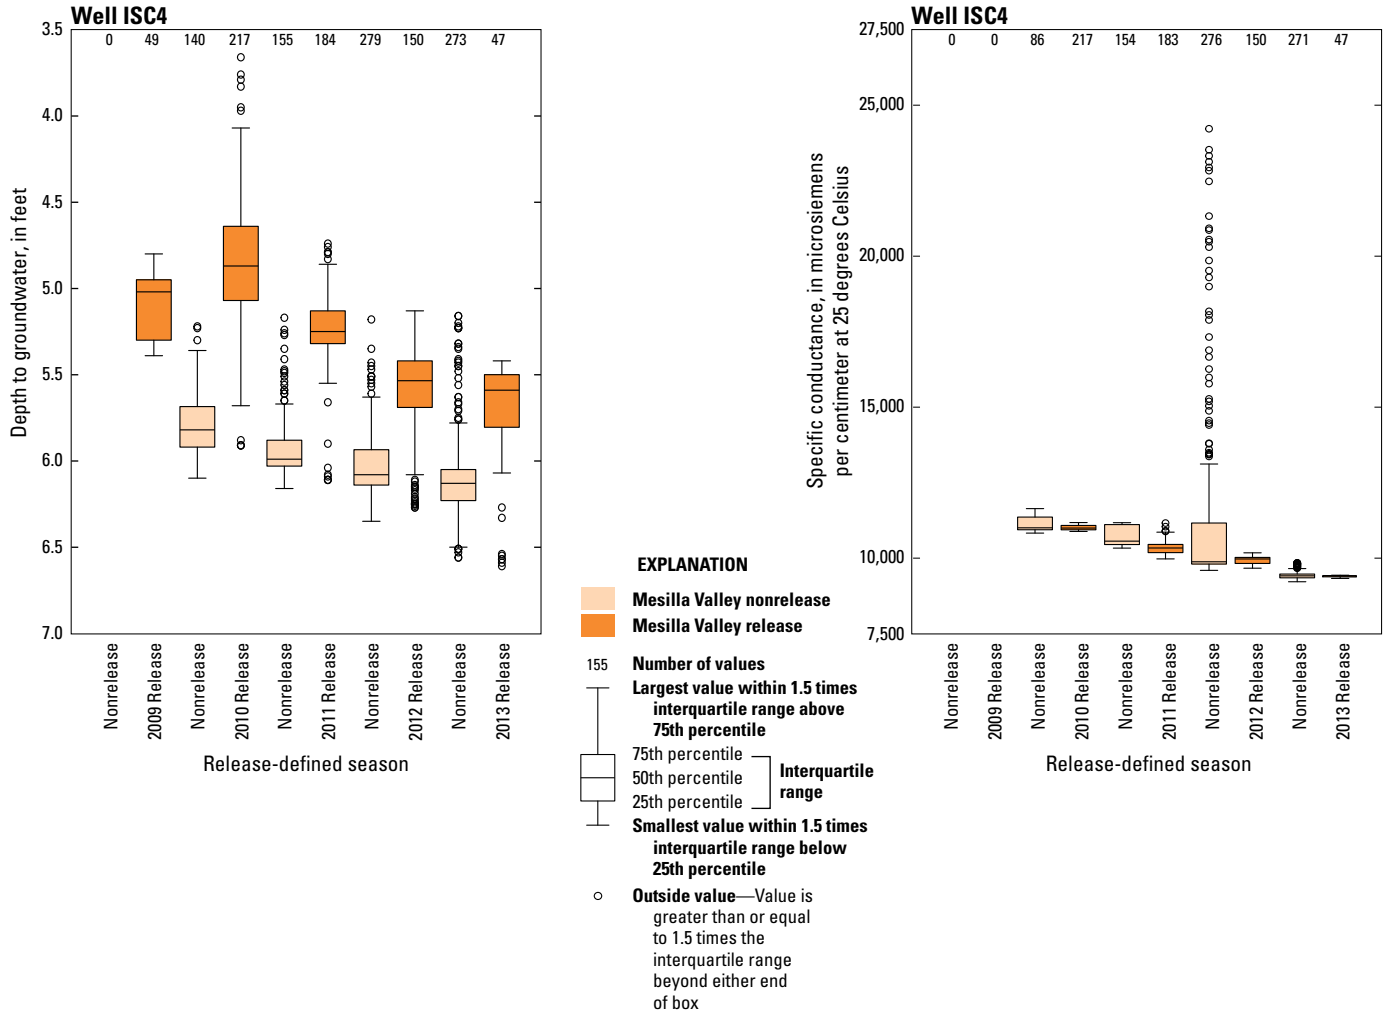 Well ISC4
3.5
4.0
4.5
5.0
5.5
6.0
6.5
7.0
Depth to groundwater, in feet
0 49 140 217 155 184 279 150 273 47
Nonrelease
2009 Release
Nonrelease
2010 Release
Nonrelease
2011 Release
Nonrelease
2012 Release
Nonrelease
2013 Release
Release-defined season
EXPLANATION
Mesilla Valley nonrelease
Mesilla Valley release
155 Number of values
Largest value within 1.5 times
interquartile range above
75th percentile
75th percentile
50th percentile
25th percentile
Interquartile
range
Smallest value within 1.5 times
interquartile range below
25th percentile
Outside value—Value is
greater than or equal
to 1.5 times the
interquartile range
beyond either end
of box
Well ISC4
27,500
25,000
20,000
15,000
10,000
7,500
Specific conductance, in microsiemens
per centimeter at 25 degrees Celsius
0 0 86 217 154 183 276 150 271 47
Nonrelease
2009 Release
Nonrelease
2010 Release
Nonrelease
2011 Release
Nonrelease
2012 Release
Nonrelease
2013 Release
Release-defined season